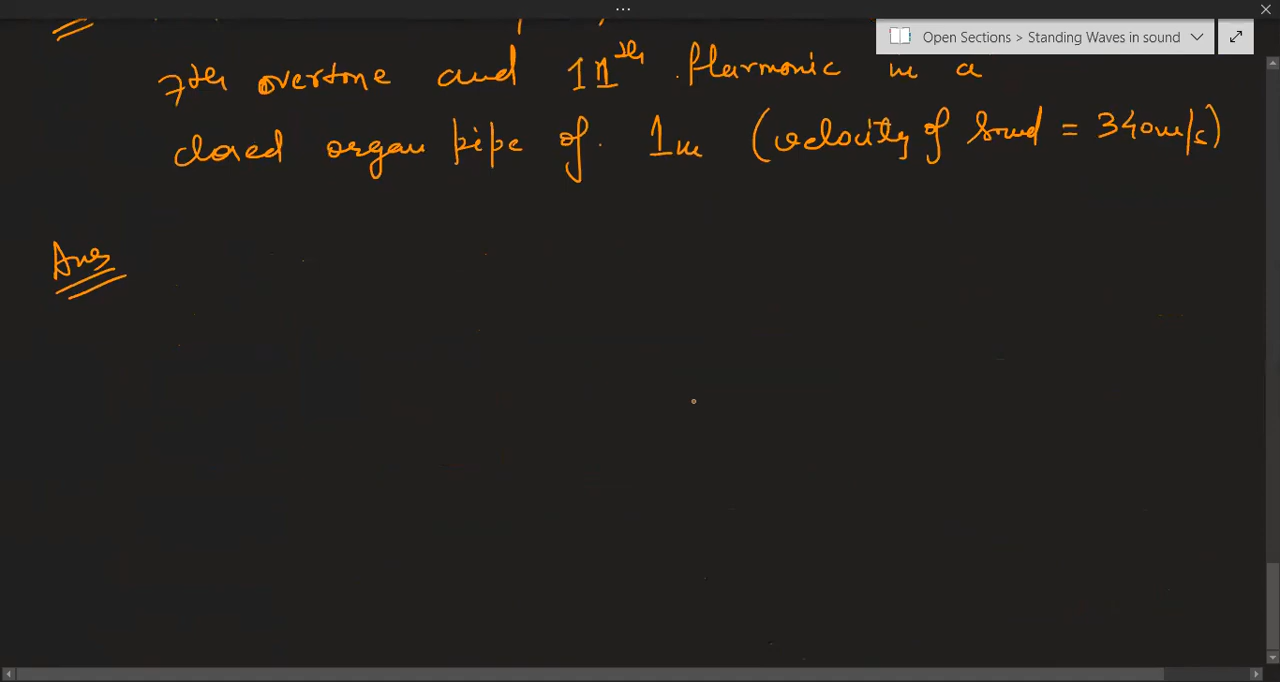 ...
Open Sections > Standing Waves in sound
7th overtone and 11th Harmonic in a
closed organ pipe of 1m (velocity of sound = 340m/s)
Ans